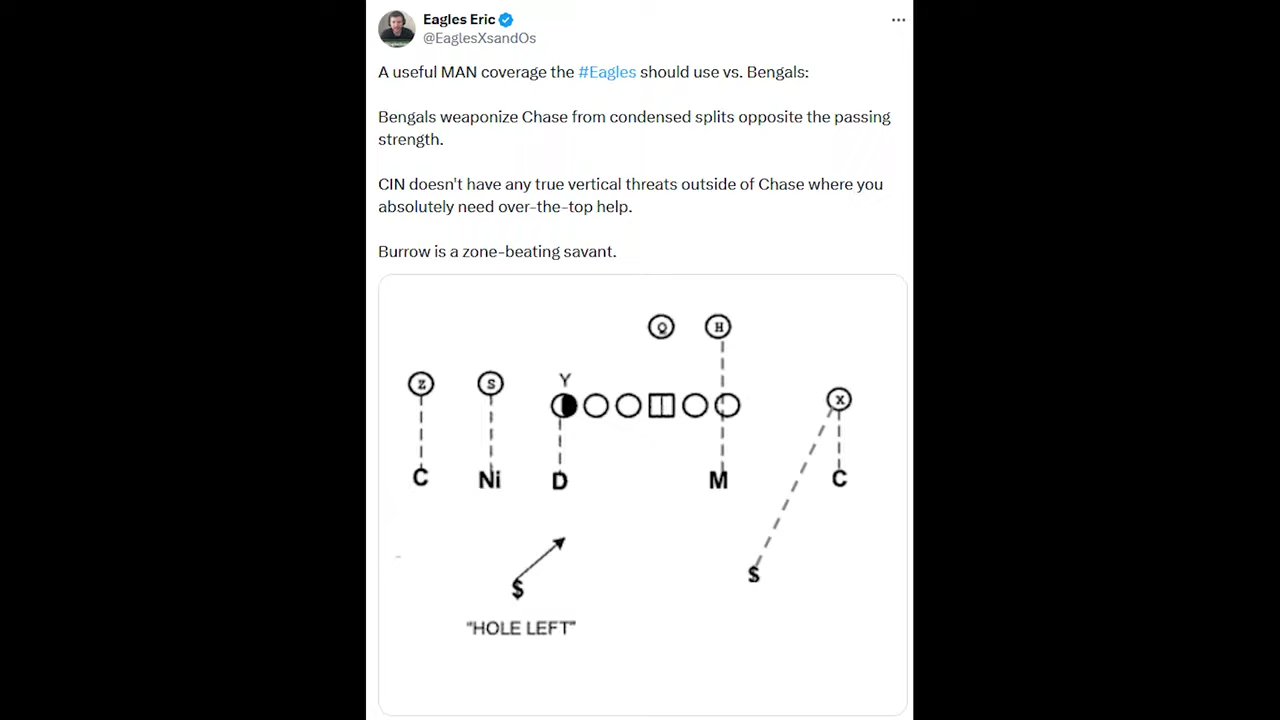 Eagles Eric
@EaglesXsandOs
A useful MAN coverage the #Eagles should use vs. Bengals:
Bengals weaponize Chase from condensed splits opposite the passing
strength.
CIN doesn't have any true vertical threats outside of Chase where you
absolutely need over-the-top help.
Burrow is a zone-beating savant.
Q H
Z S Y X
C Ni D M C
$ $
"HOLE LEFT"